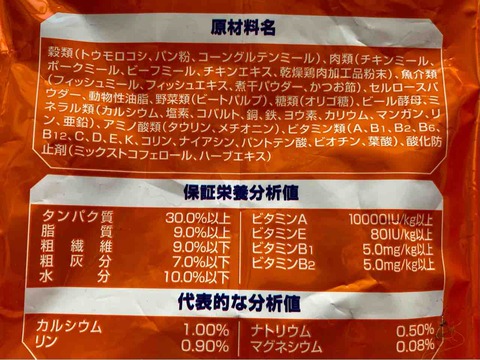 原材料名
穀類（トウモロコシ、パン粉、コーングルテンミール）、肉類（チキンミール、
ポークミール、ビーフミール、チキンエキス、乾燥鶏肉加工品粉末）、魚介類
（フィッシュミール、フィッシュエキス、煮干パウダー、かつお節）、セルロースパ
ウダー、動物性油脂、野菜類（ビートパルプ）、糖類（オリゴ糖）、ビール酵母、ミ
ネラル類（カルシウム、塩素、コバルト、銅、鉄、ヨウ素、カリウム、マンガン、リ
ン、亜鉛）、アミノ酸類（タウリン、メチオニン）、ビタミン類（A、B1、B2、B6、
B12、C、D、E、K、コリン、ナイアシン、パントテン酸、ビオチン、葉酸）、酸化防
止剤（ミックストコフェロール、ハーブエキス）
保証栄養分析値
タンパク質 30.0%以上 ビタミンA 10000IU/kg以上
脂質 9.0%以上 ビタミンE 80IU/kg以上
粗繊維 9.0%以下 ビタミンB1 5.0mg/kg以上
粗灰分 7.0%以下 ビタミンB2 5.0mg/kg以上
水分 10.0%以下
代表的な分析値
カルシウム 1.00% ナトリウム 0.50%
リン 0.90% マグネシウム 0.08%